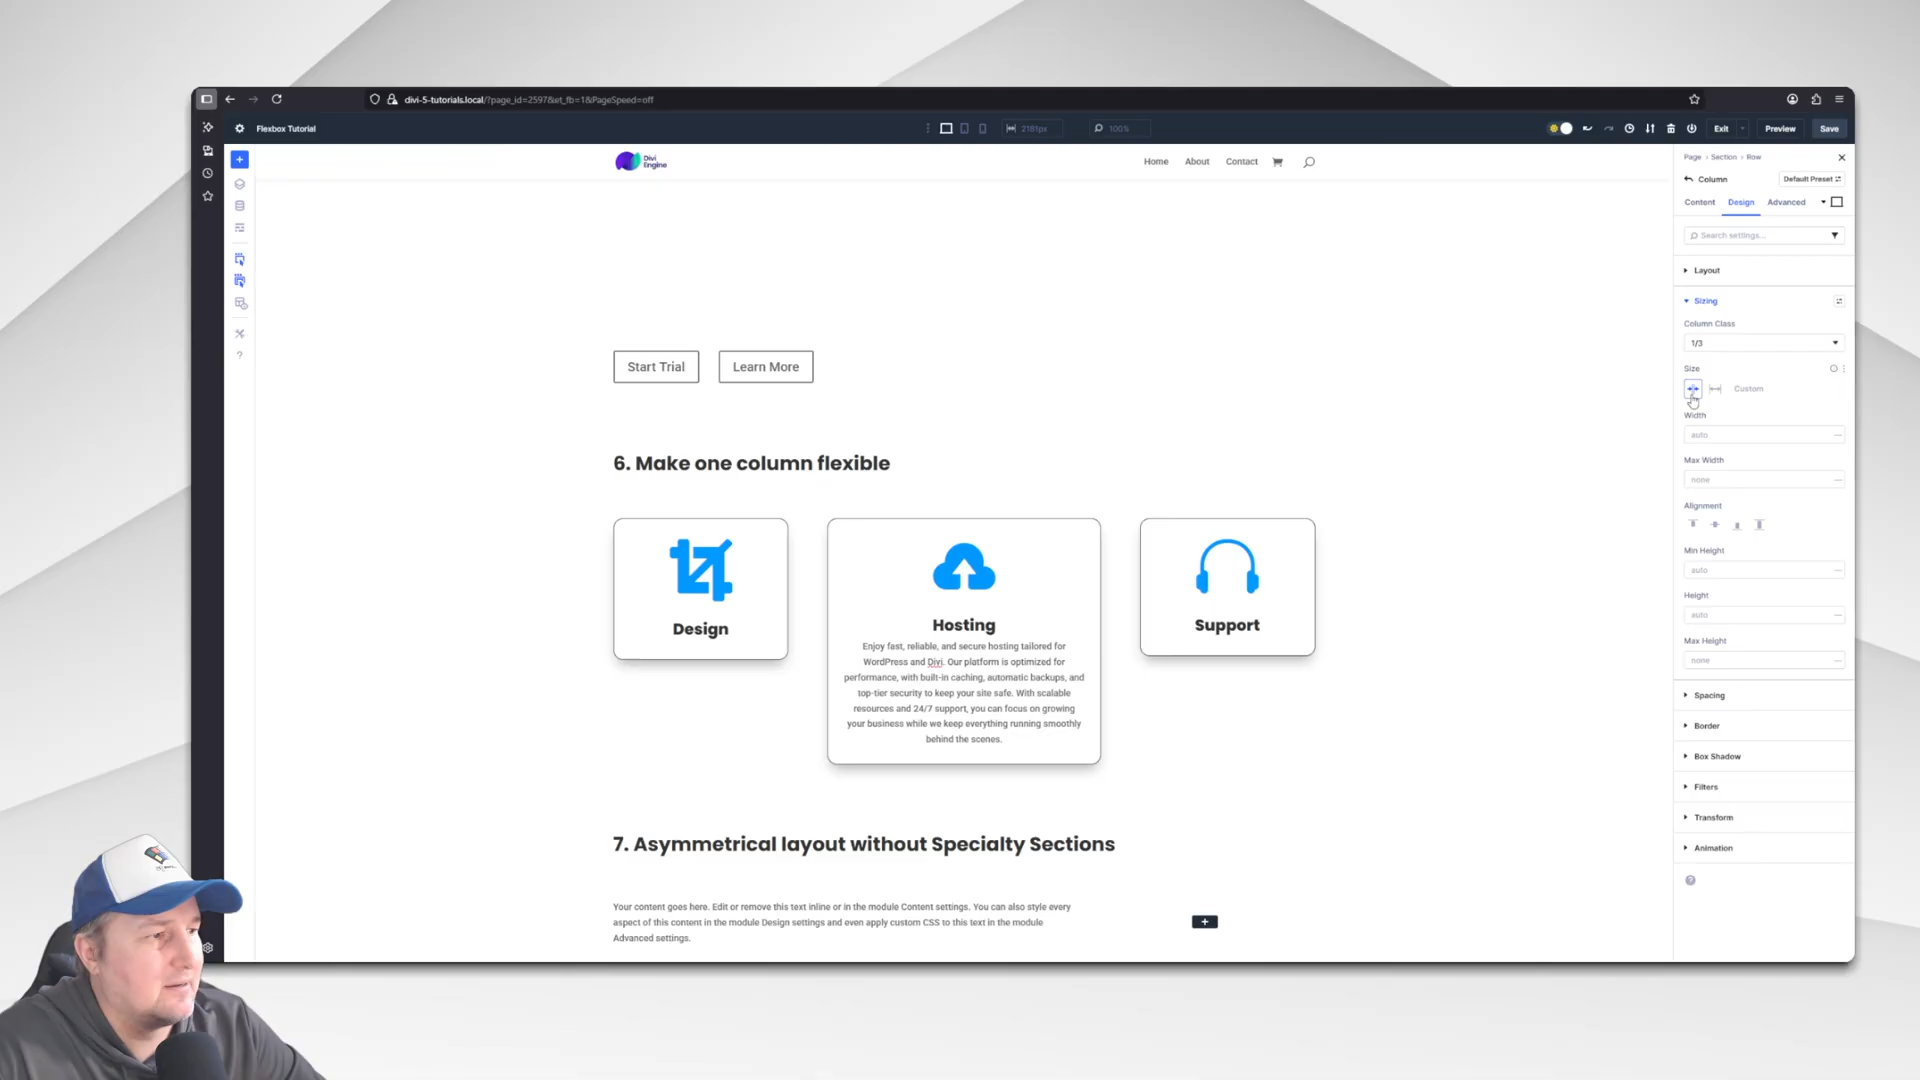 divi-5-tutorials.local/?page_id=2597&et_fb=1&PageSpeed=off
Flexbox Tutorial
2181px
100%
Exit
Preview
Save
Divi
Engine
Home
About
Contact
Start Trial
Learn More
6. Make one column flexible
Design
Hosting
Enjoy fast, reliable, and secure hosting tailored for
WordPress and Divi. Our platform is optimized for
performance, with built-in caching, automatic backups, and
top-tier security to keep your site safe. With scalable
resources and 24/7 support, you can focus on growing
your business while we keep everything running smoothly
behind the scenes.
Support
7. Asymmetrical layout without Specialty Sections
Your content goes here. Edit or remove this text inline or in the module Content settings. You can also style every
aspect of this content in the module Design settings and even apply custom CSS to this text in the module
Advanced settings.
Page › Section › Row
Column
Default Preset
Content
Design
Advanced
Search settings...
Layout
Sizing
Column Class
1/3
Size
Custom
Width
auto
Max Width
none
Alignment
Min Height
auto
Height
auto
Max Height
none
Spacing
Border
Box Shadow
Filters
Transform
Animation